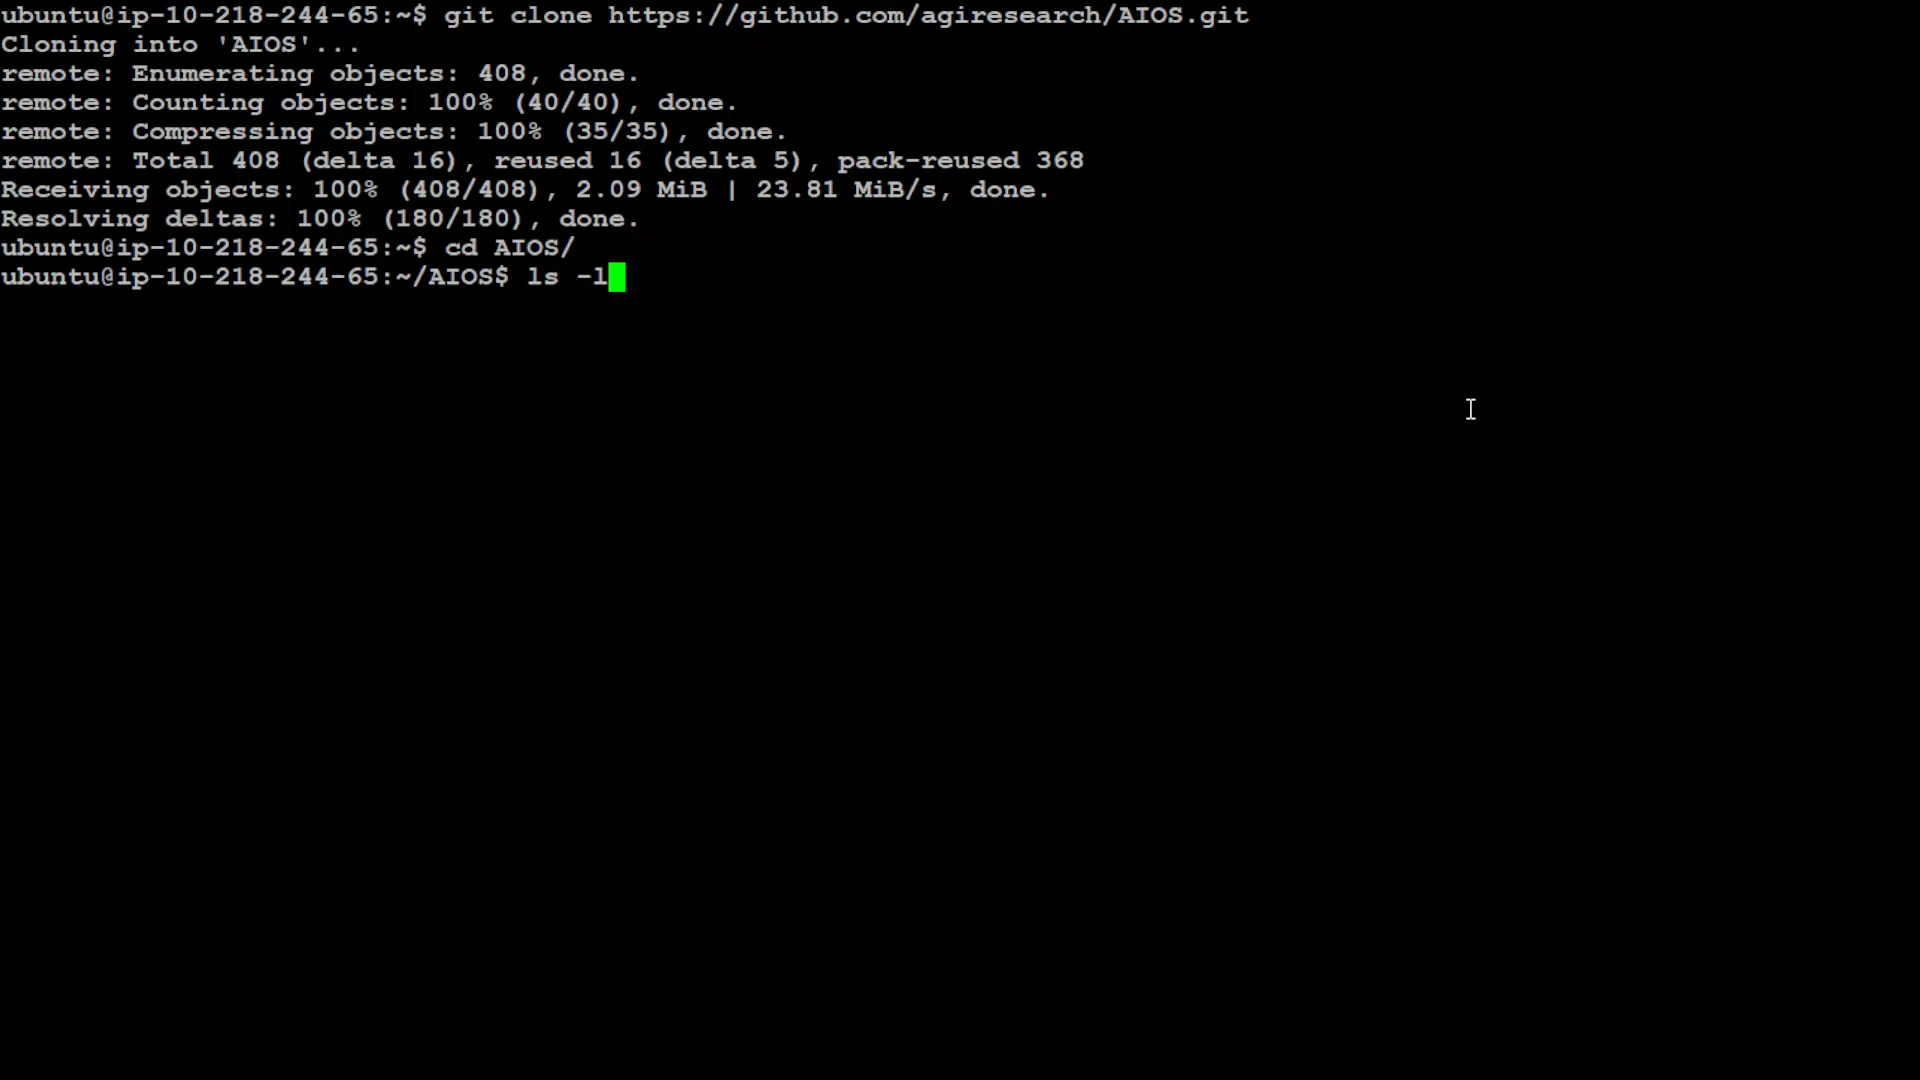 ubuntu@ip-10-218-244-65:~$ git clone https://github.com/agiresearch/AIOS.git
Cloning into 'AIOS'...
remote: Enumerating objects: 408, done.
remote: Counting objects: 100% (40/40), done.
remote: Compressing objects: 100% (35/35), done.
remote: Total 408 (delta 16), reused 16 (delta 5), pack-reused 368
Receiving objects: 100% (408/408), 2.09 MiB | 23.81 MiB/s, done.
Resolving deltas: 100% (180/180), done.
ubuntu@ip-10-218-244-65:~$ cd AIOS/
ubuntu@ip-10-218-244-65:~/AIOS$ ls -l